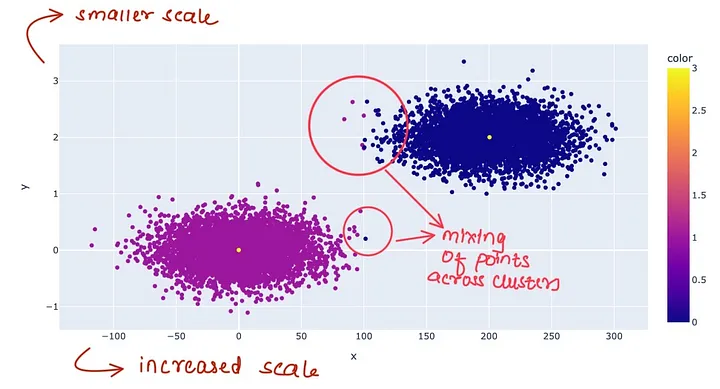 smaller scale
color
3
2.5
2
1.5
1
0.5
0
3
2
1
0
−1
y
mixing
of points
across clusters
−100
−50
0
50
100
150
200
250
300
x
increased scale